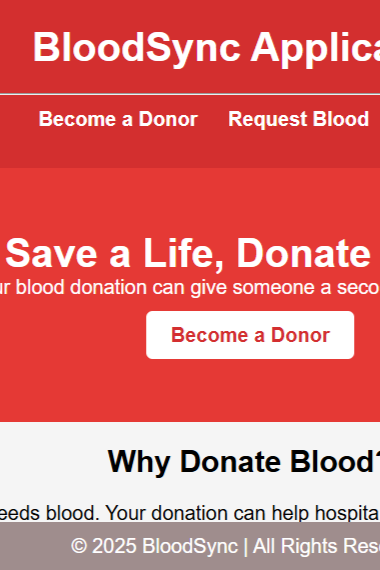 BloodSync Applica
Become a Donor Request Blood
Save a Life, Donate
ur blood donation can give someone a seco
Become a Donor
Why Donate Blood?
eeds blood. Your donation can help hospita
© 2025 BloodSync | All Rights Rese